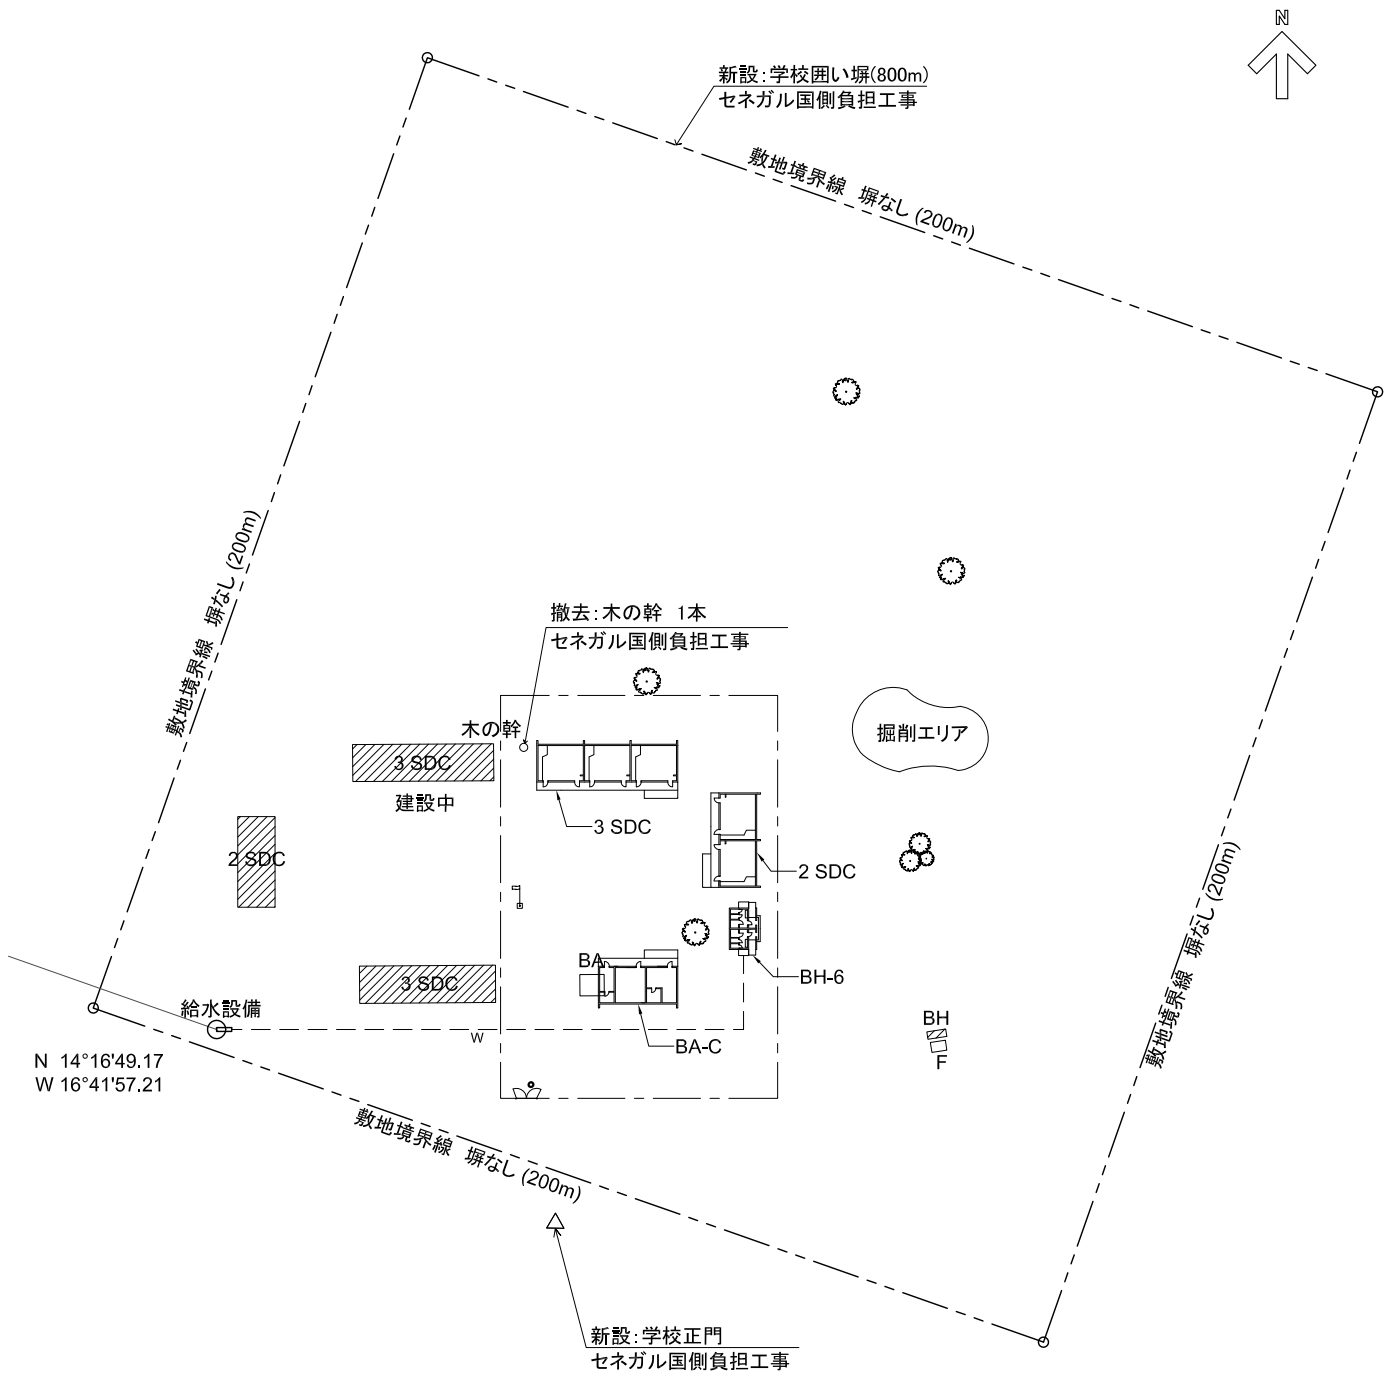 N
新設：学校囲い塀(800m)
セネガル国側負担工事
敷地境界線　塀なし (200m)
敷地境界線　塀なし (200m)
撤去：木の幹　1本
セネガル国側負担工事
木の幹
掘削エリア
3 SDC
建設中
3 SDC
2 SDC
2 SDC
敷地境界線　塀なし (200m)
BA
3 SDC
BH-6
給水設備
W
BA-C
BH
F
N 14°16'49.17
W 16°41'57.21
敷地境界線　塀なし (200m)
新設：学校正門
セネガル国側負担工事